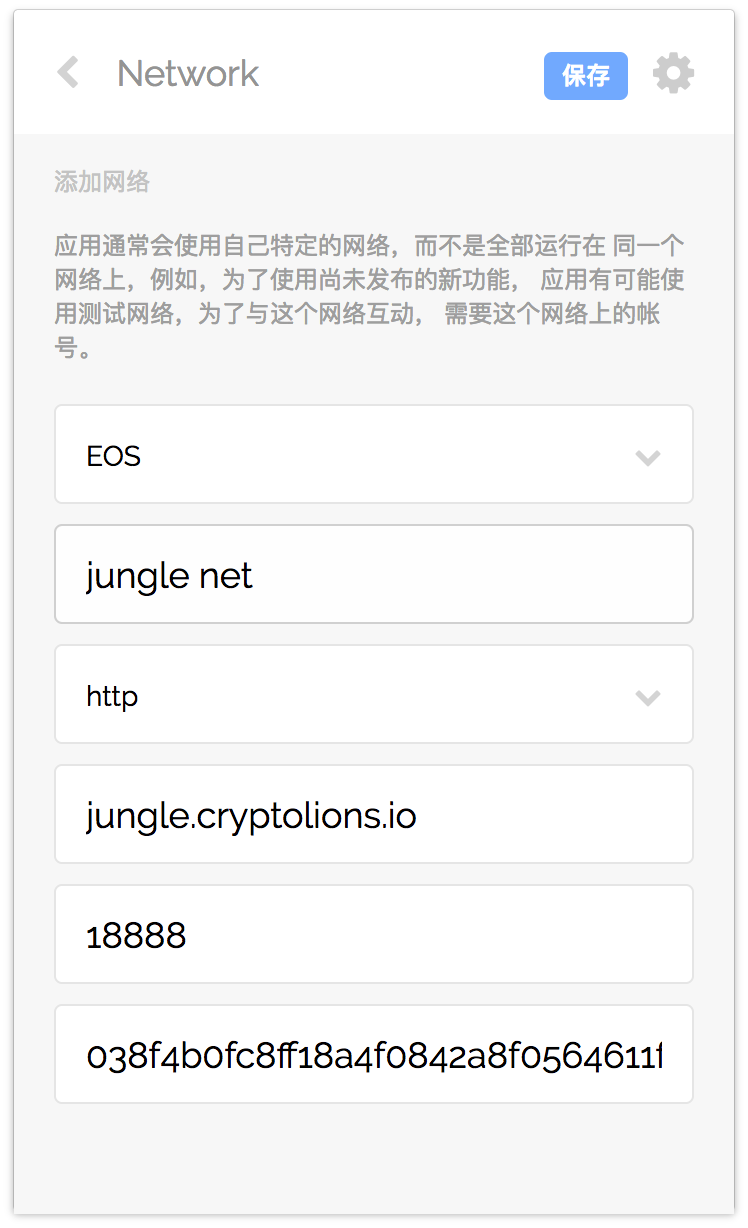 Network
保存
添加网络
应用通常会使用自己特定的网络，而不是全部运行在 同一个
网络上，例如，为了使用尚未发布的新功能， 应用有可能使
用测试网络，为了与这个网络互动， 需要这个网络上的帐
号。
EOS
jungle net
http
jungle.cryptolions.io
18888
038f4b0fc8ff18a4f0842a8f0564611f